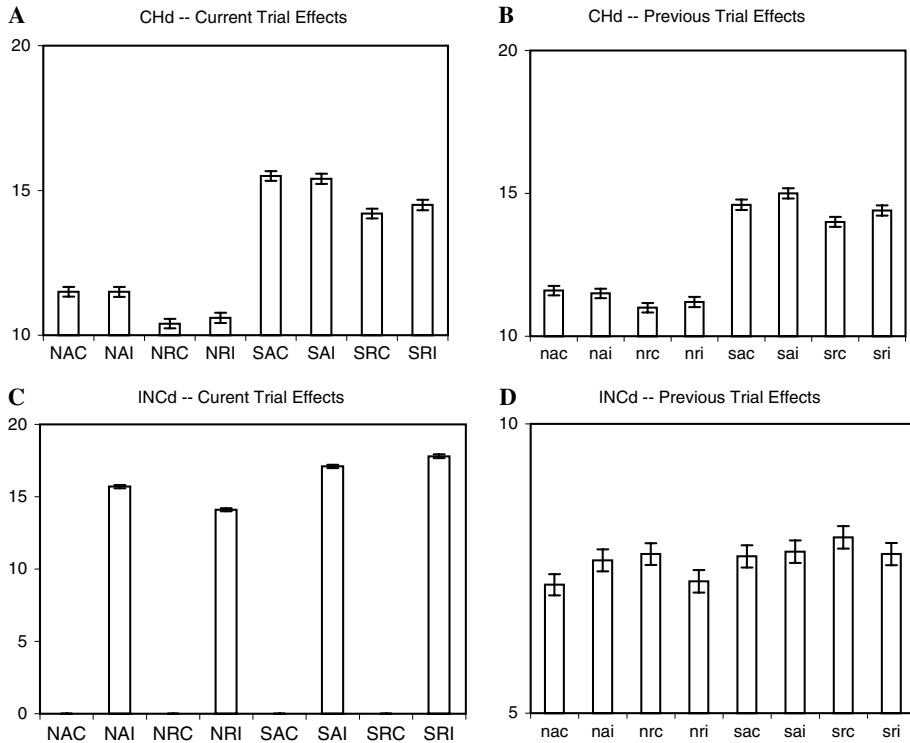 A CHd -- Current Trial Effects
20
15
10
NAC NAI NRC NRI SAC SAI SRC SRI
B CHd -- Previous Trial Effects
20
15
10
nac nai nrc nri sac sai src sri
C INCd -- Curent Trial Effects
20
15
10
5
0
NAC NAI NRC NRI SAC SAI SRC SRI
D INCd -- Previous Trial Effects
10
5
nac nai nrc nri sac sai src sri